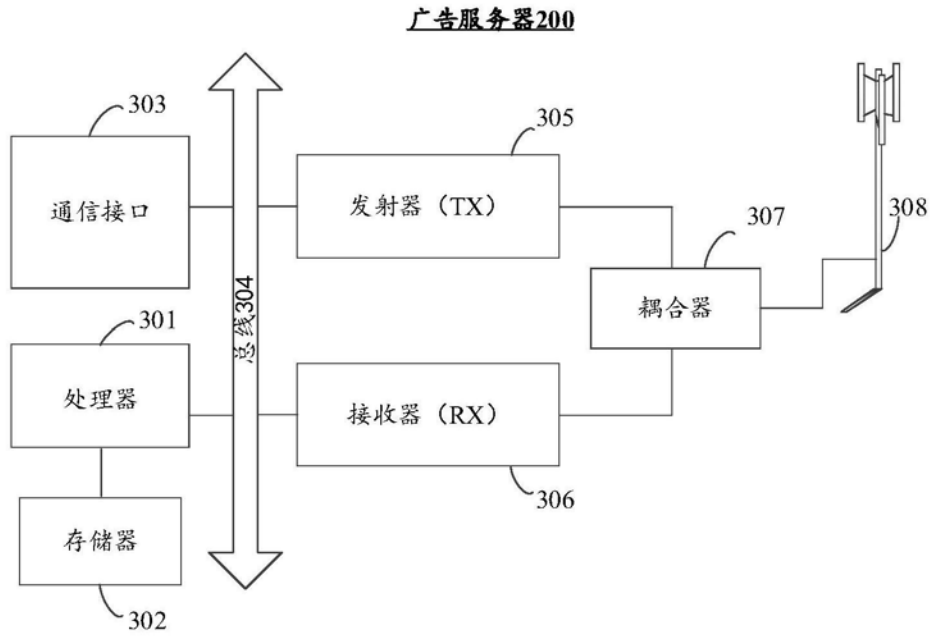 广告服务器200
303
通信接口
305
发射器（TX）
308
307
耦合器
总线304
301
处理器
接收器（RX）
306
存储器
302